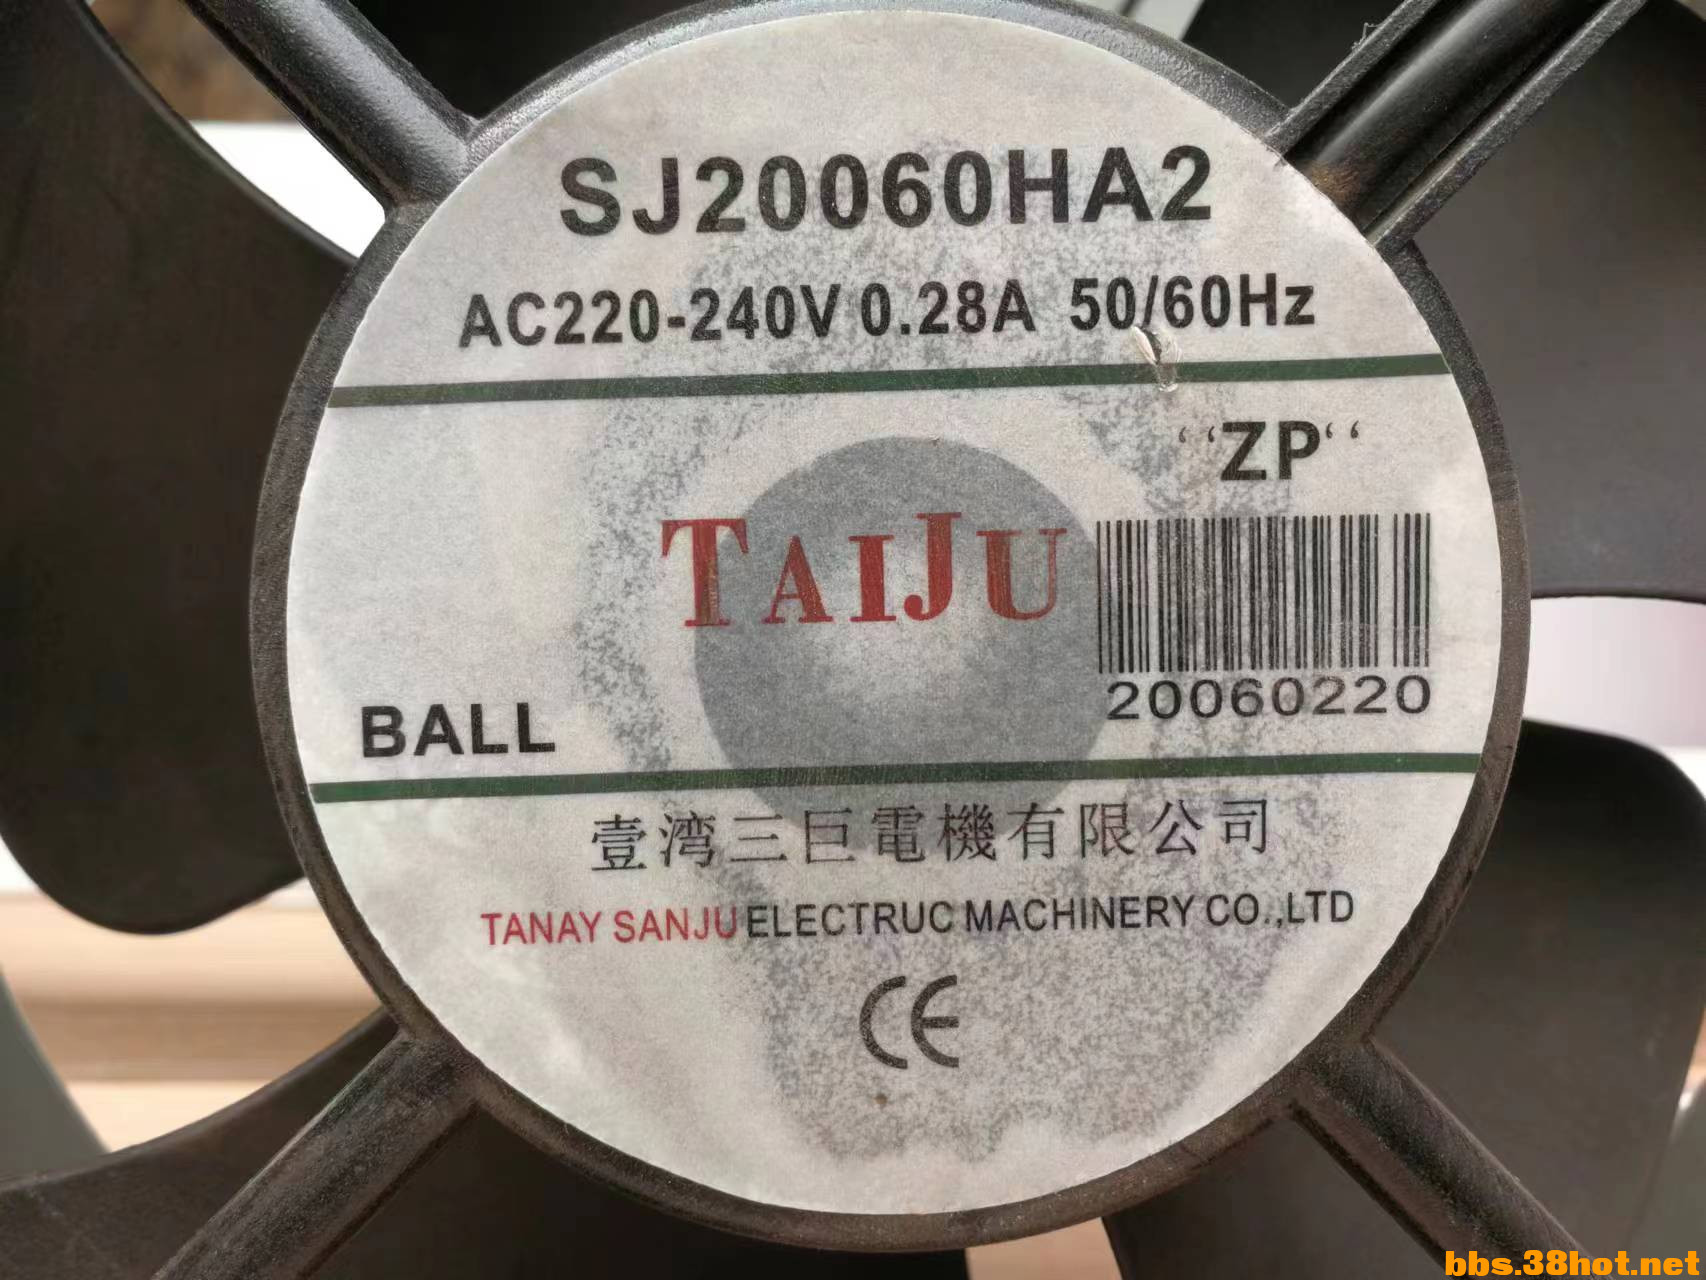 SJ20060HA2
AC220-240V 0.28A 50/60Hz
‘‘ZP‘‘
TAIJU
20060220
BALL
壹湾三巨電機有限公司
TANAY SANJU ELECTRUC MACHINERY CO.,LTD
CE
bbs.38hot.net